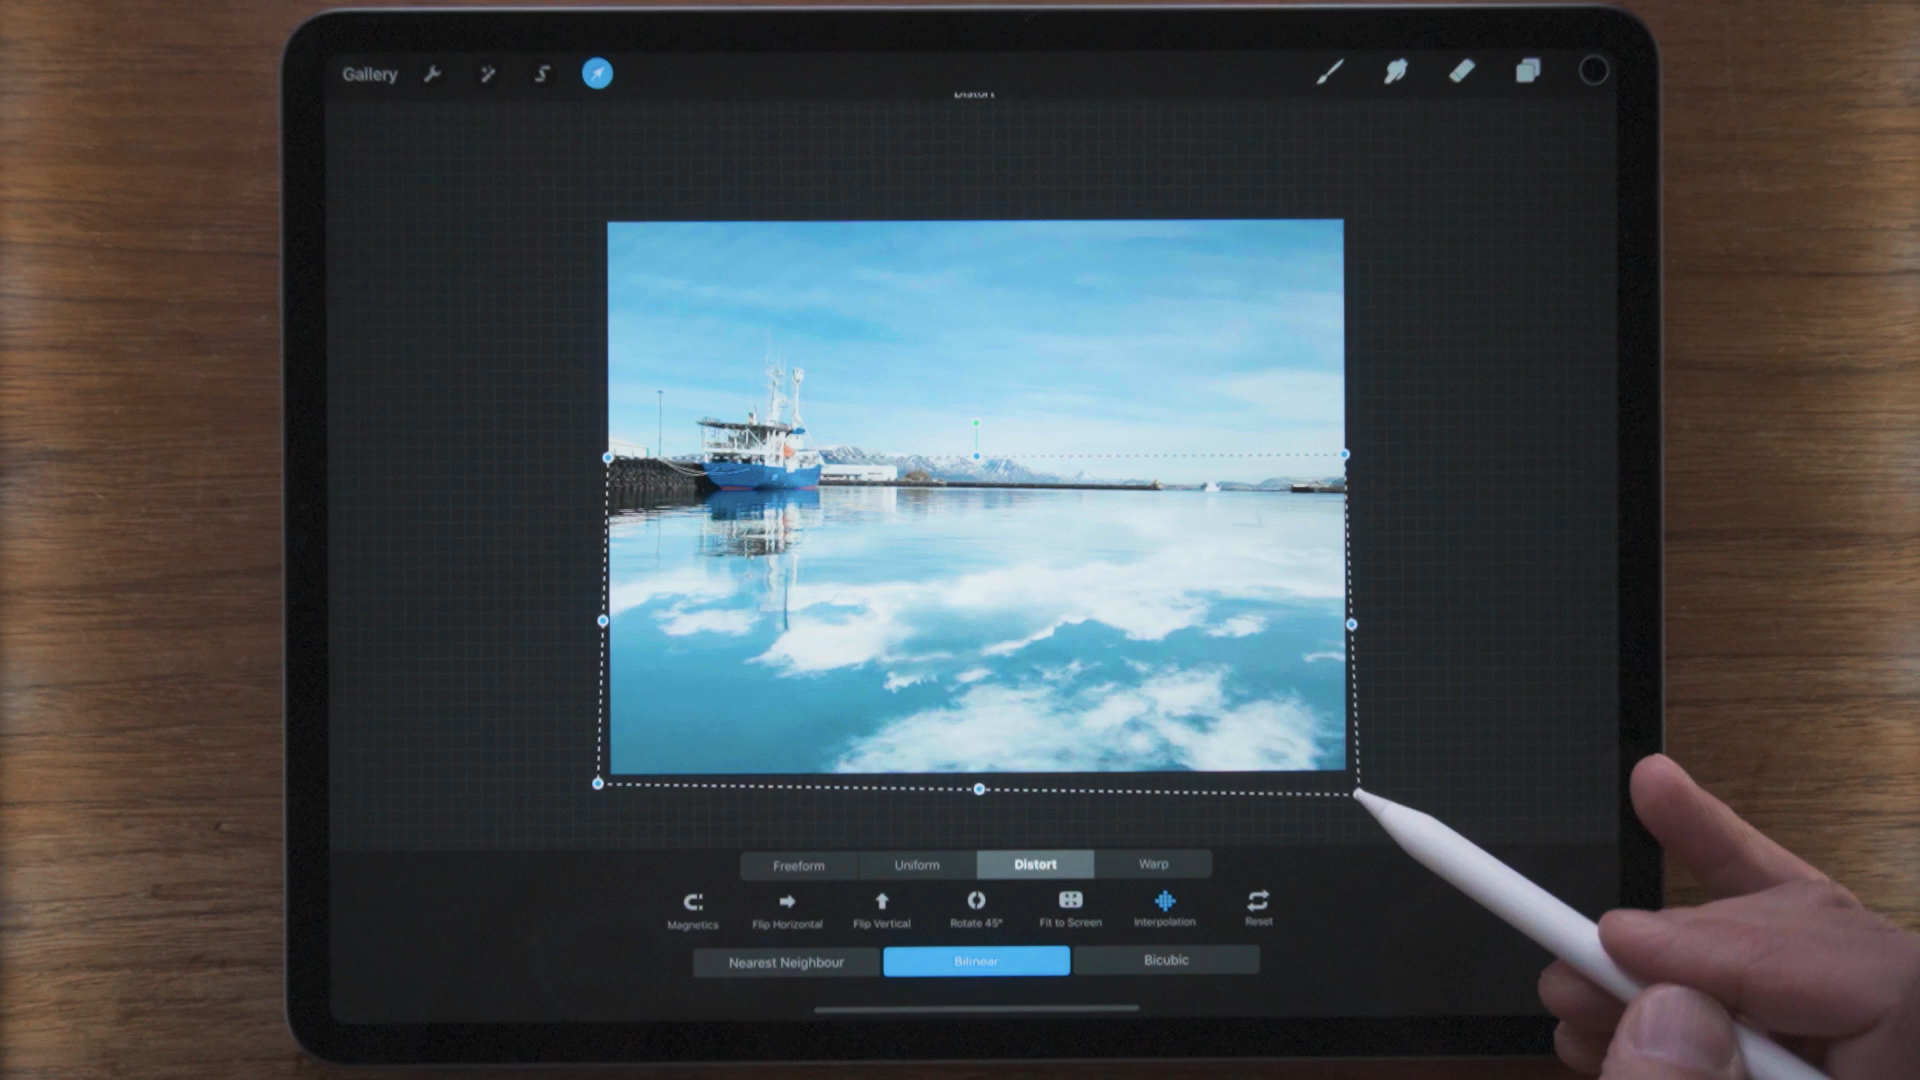 Gallery
Distort
Freeform Uniform Distort Warp
Magnetics Flip Horizontal Flip Vertical Rotate 45° Fit to Screen Interpolation Reset
Nearest Neighbour Bilinear Bicubic